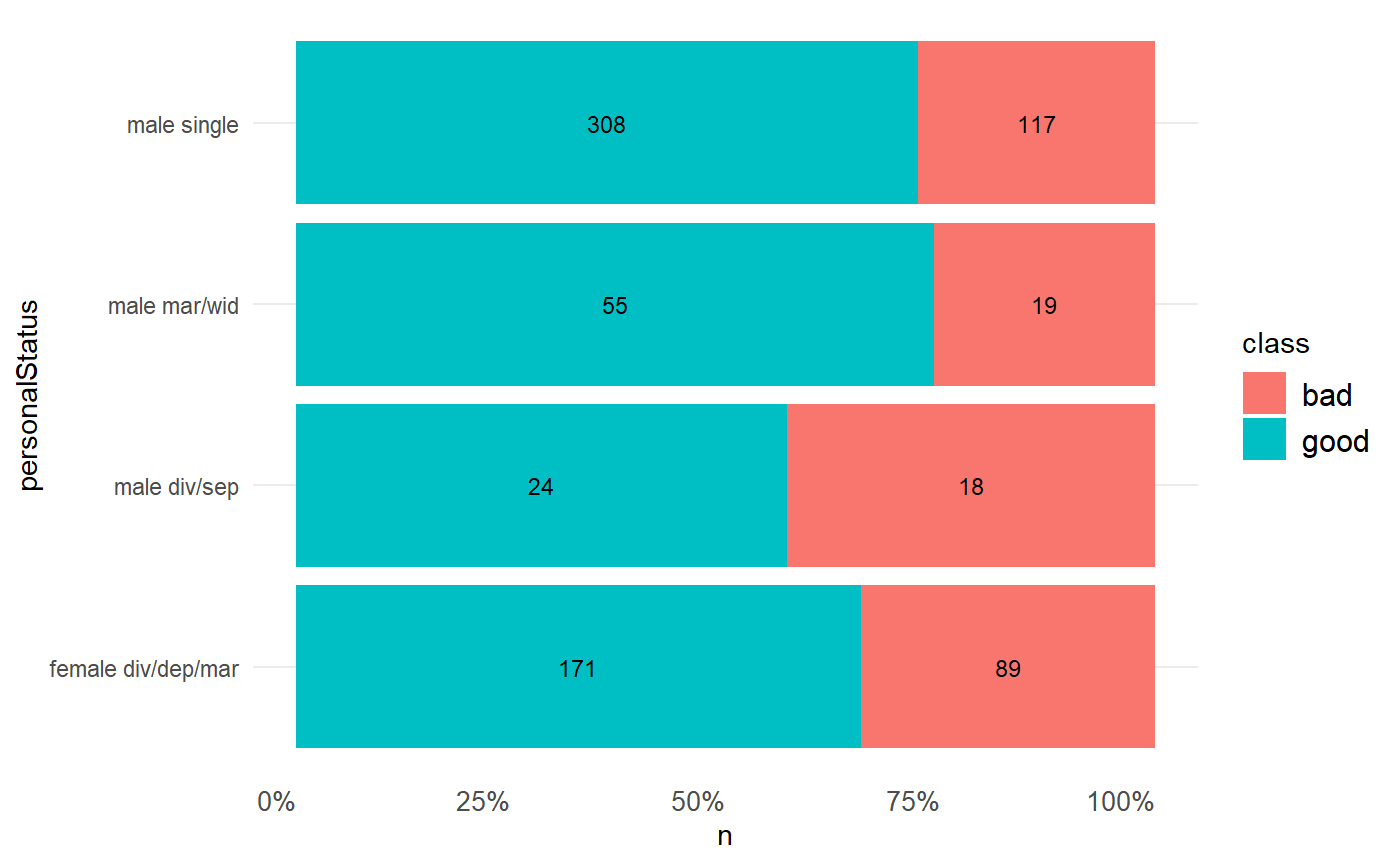 male single
308
117
male mar/wid
55
19
male div/sep
24
18
female div/dep/mar
171
89
0%
25%
50%
75%
100%
n
personalStatus
class
bad
good